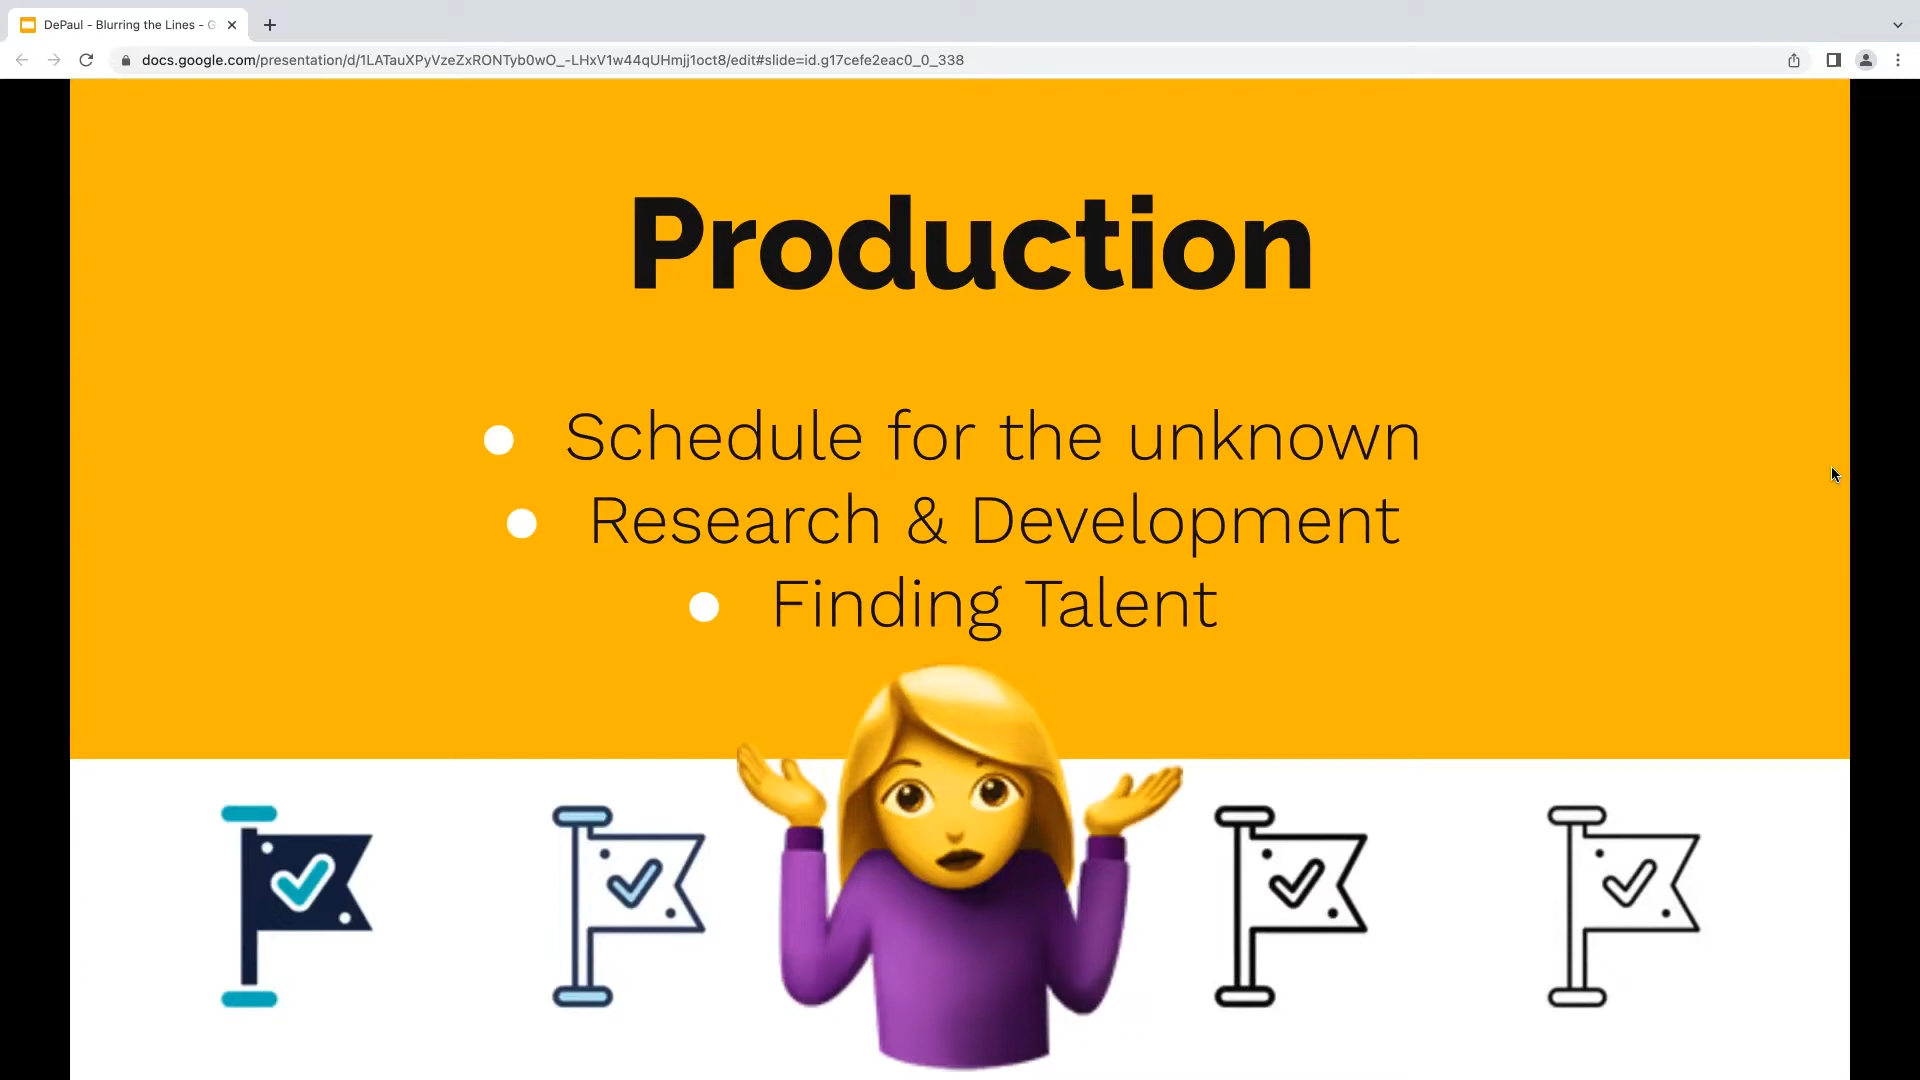 DePaul - Blurring the Lines - G
docs.google.com/presentation/d/1LATauXPyVzeZxRONTyb0wO_-LHxV1w44qUHmjj1oct8/edit#slide=id.g17cefe2eac0_0_338
Production
Schedule for the unknown
Research & Development
Finding Talent